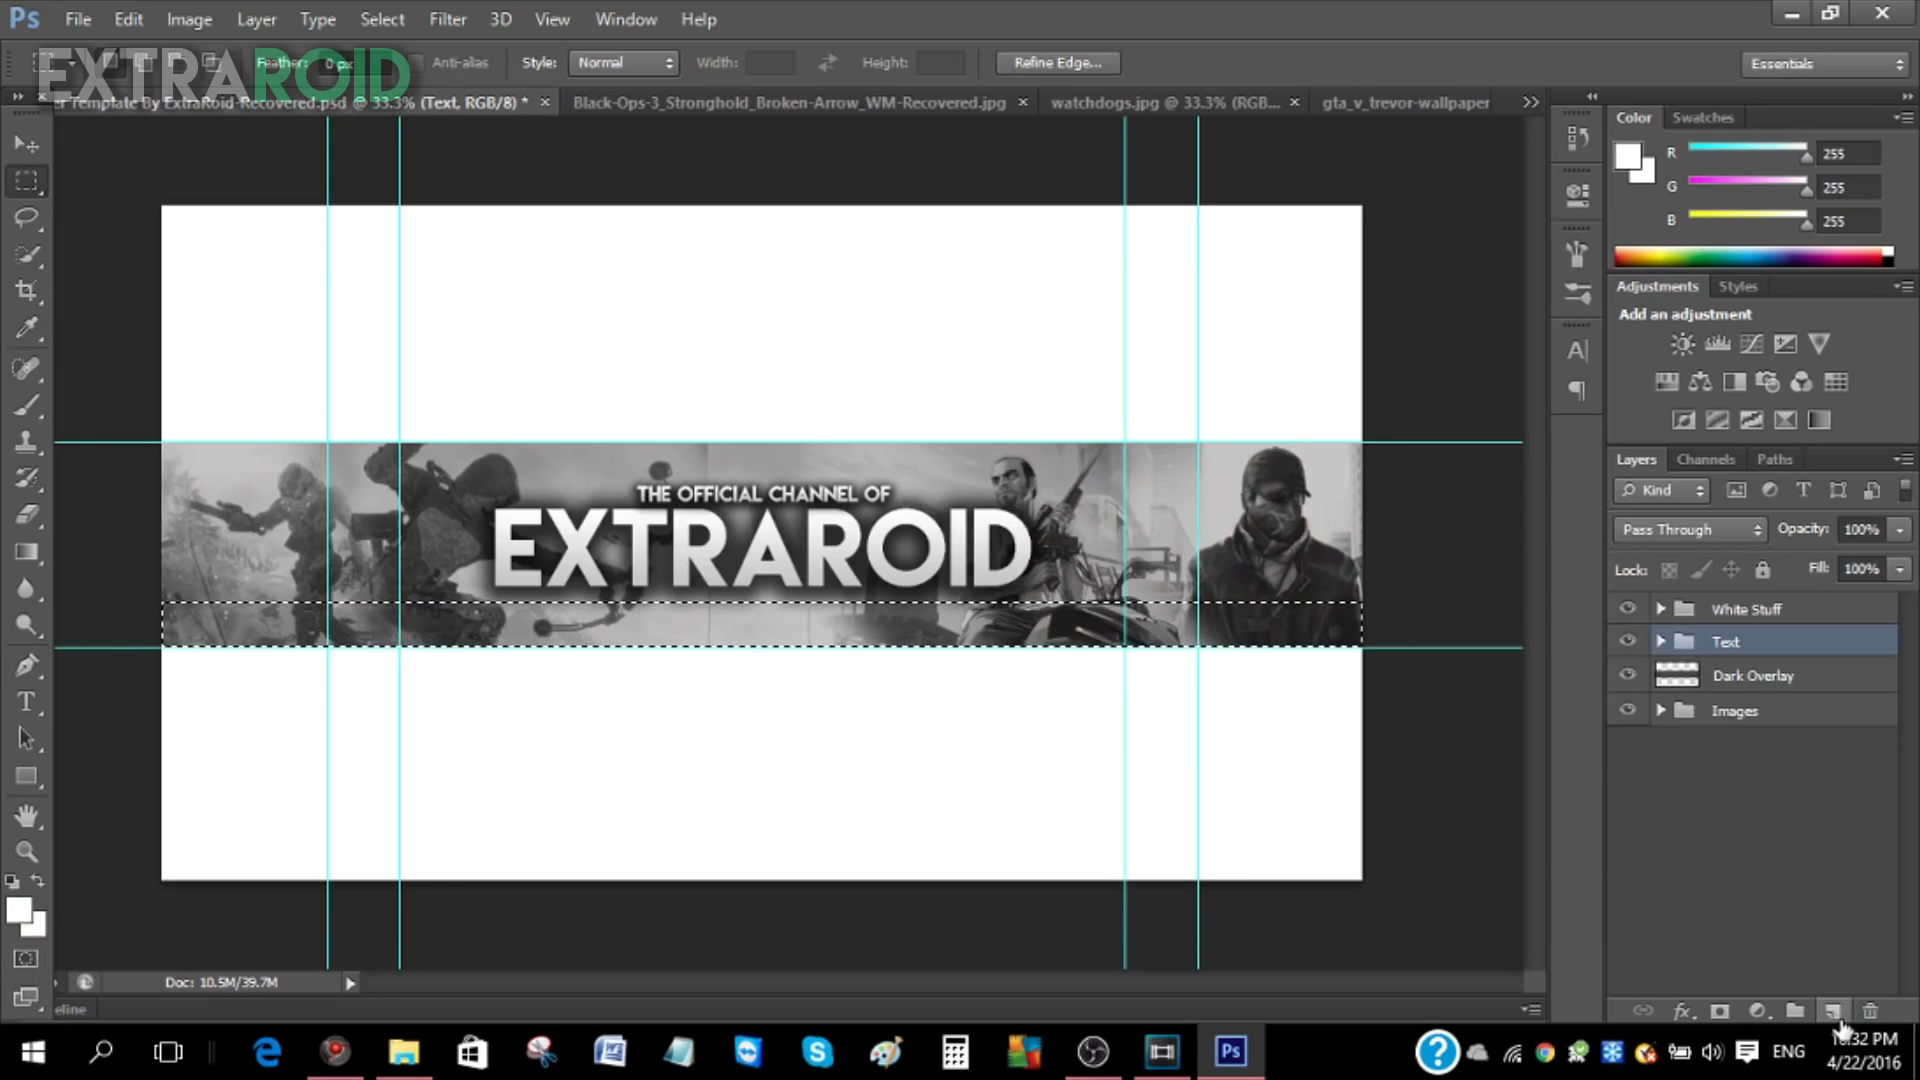 Ps File Edit Image Layer Type Select Filter 3D View Window Help
EXTRAROID
Feather: 0 px Anti-alias Style: Normal Width: Height: Refine Edge... Essentials
er Template By ExtraRoid-Recovered.psd @ 33.3% (Text, RGB/8) * × Black-Ops-3_Stronghold_Broken-Arrow_WM-Recovered.jpg × watchdogs.jpg @ 33.3% (RGB... × gta_v_trevor-wallpaper
Color Swatches
R 255
G 255
B 255
Adjustments Styles
Add an adjustment
Layers Channels Paths
Kind
Pass Through Opacity: 100%
Lock: Fill: 100%
White Stuff
Text
Dark Overlay
Images
THE OFFICIAL CHANNEL OF
EXTRAROID
Doc: 10.5M/39.7M
eline
fx
Ps
ENG
4/22/2016